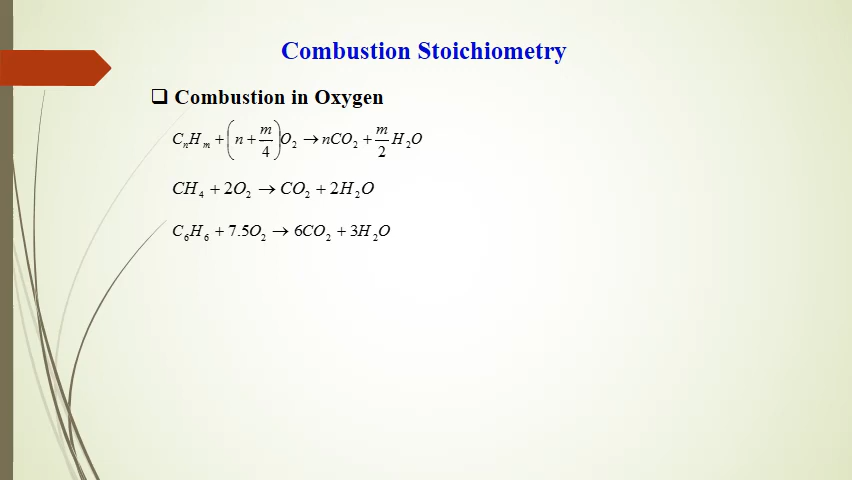 Combustion Stoichiometry
❑ Combustion in Oxygen
CₙHₘ + (n + m/4)O₂ → nCO₂ + m/2 H₂O
CH₄ + 2O₂ → CO₂ + 2H₂O
C₆H₆ + 7.5O₂ → 6CO₂ + 3H₂O